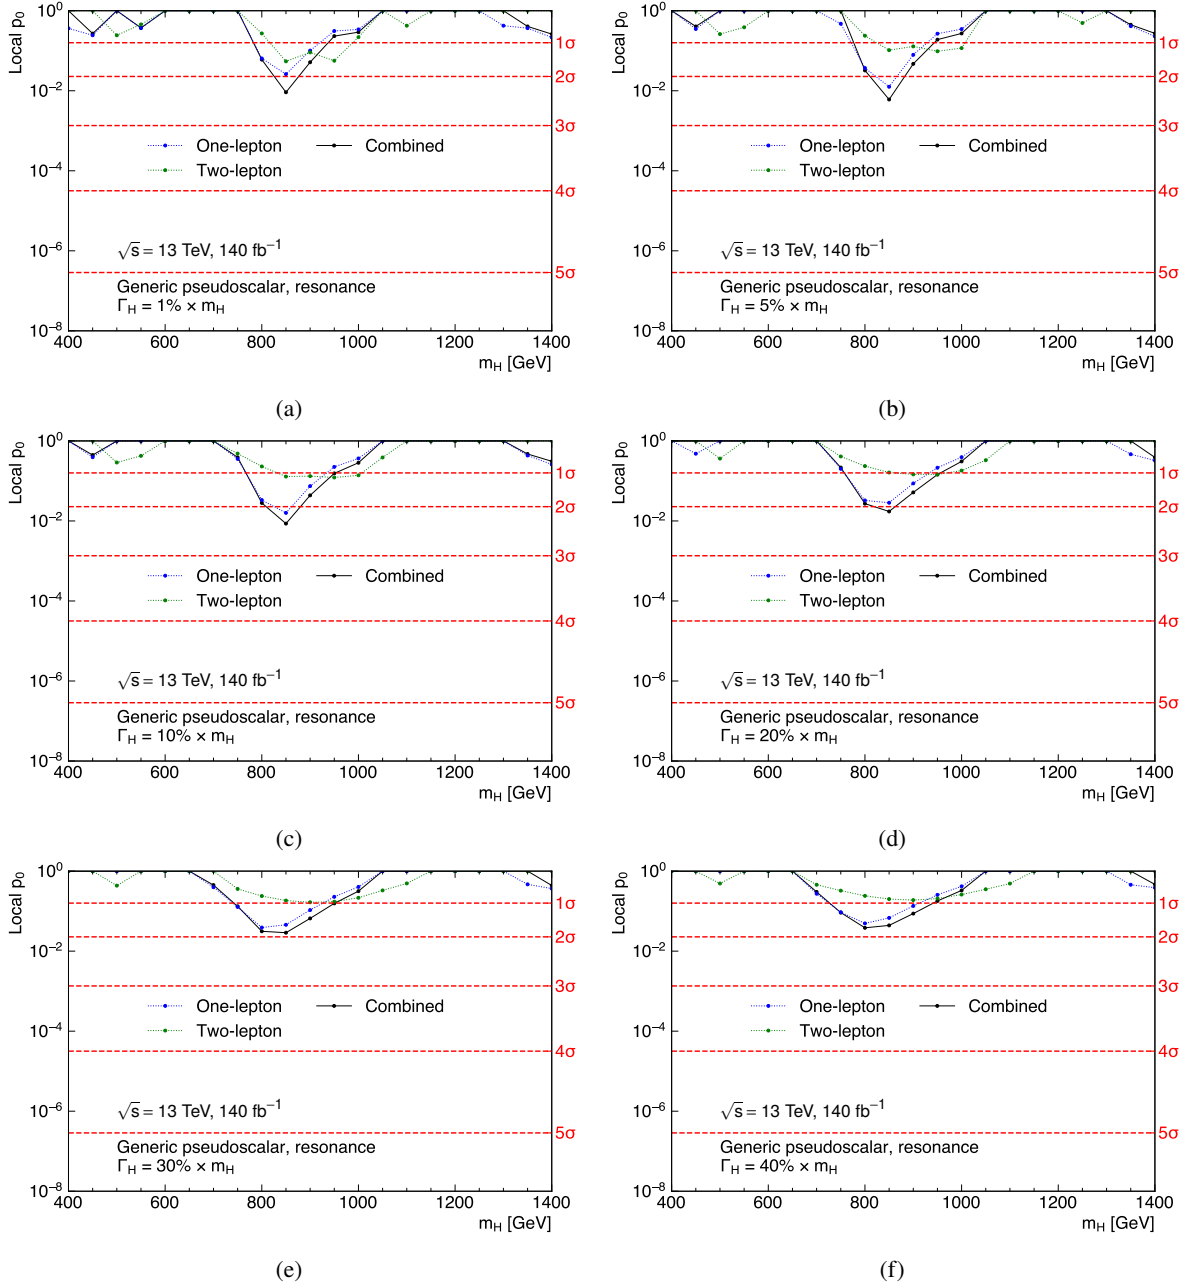 Local p₀
10⁰
10⁻²
10⁻⁴
10⁻⁶
10⁻⁸
1σ
2σ
3σ
4σ
5σ
One-lepton
Combined
Two-lepton
√s = 13 TeV, 140 fb⁻¹
Generic pseudoscalar, resonance
Γ_H = 1% × m_H
400 600 800 1000 1200 1400
m_H [GeV]
(a)
Local p₀
10⁰
10⁻²
10⁻⁴
10⁻⁶
10⁻⁸
1σ
2σ
3σ
4σ
5σ
One-lepton
Combined
Two-lepton
√s = 13 TeV, 140 fb⁻¹
Generic pseudoscalar, resonance
Γ_H = 5% × m_H
400 600 800 1000 1200 1400
m_H [GeV]
(b)
Local p₀
10⁰
10⁻²
10⁻⁴
10⁻⁶
10⁻⁸
1σ
2σ
3σ
4σ
5σ
One-lepton
Combined
Two-lepton
√s = 13 TeV, 140 fb⁻¹
Generic pseudoscalar, resonance
Γ_H = 10% × m_H
400 600 800 1000 1200 1400
m_H [GeV]
(c)
Local p₀
10⁰
10⁻²
10⁻⁴
10⁻⁶
10⁻⁸
1σ
2σ
3σ
4σ
5σ
One-lepton
Combined
Two-lepton
√s = 13 TeV, 140 fb⁻¹
Generic pseudoscalar, resonance
Γ_H = 20% × m_H
400 600 800 1000 1200 1400
m_H [GeV]
(d)
Local p₀
10⁰
10⁻²
10⁻⁴
10⁻⁶
10⁻⁸
1σ
2σ
3σ
4σ
5σ
One-lepton
Combined
Two-lepton
√s = 13 TeV, 140 fb⁻¹
Generic pseudoscalar, resonance
Γ_H = 30% × m_H
400 600 800 1000 1200 1400
m_H [GeV]
(e)
Local p₀
10⁰
10⁻²
10⁻⁴
10⁻⁶
10⁻⁸
1σ
2σ
3σ
4σ
5σ
One-lepton
Combined
Two-lepton
√s = 13 TeV, 140 fb⁻¹
Generic pseudoscalar, resonance
Γ_H = 40% × m_H
400 600 800 1000 1200 1400
m_H [GeV]
(f)